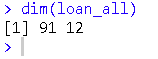 > dim(loan_all)
[1] 91 12
>